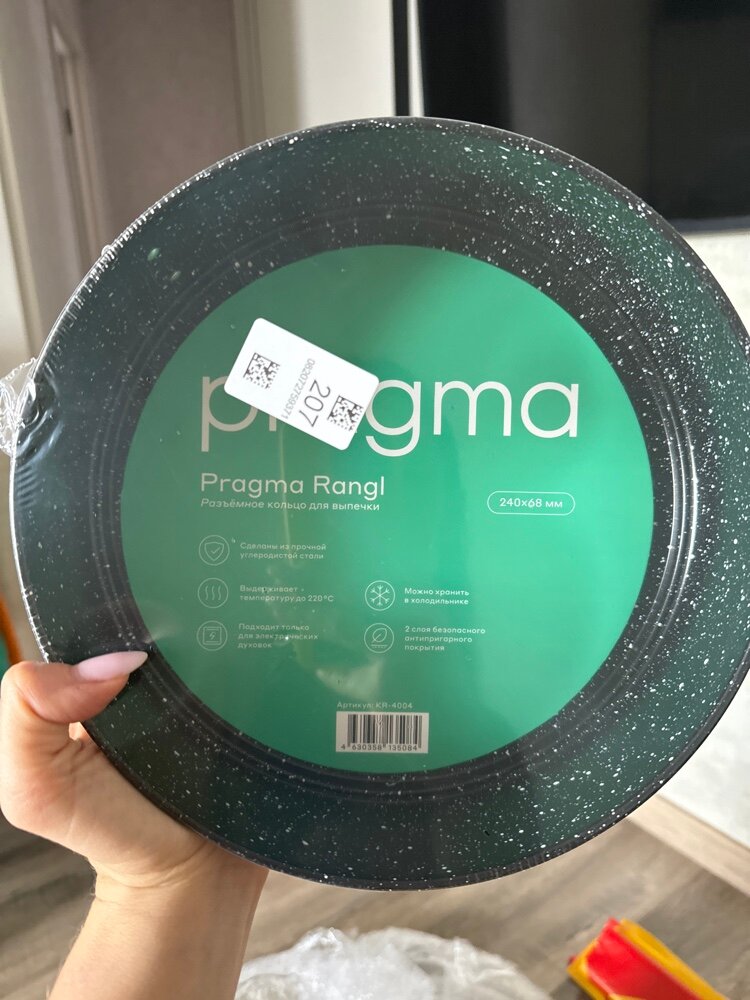 062072759371
207
pragma
Pragma Rangl
Разъёмное кольцо для выпечки
240×68 мм
Сделаны из прочной
углеродистой стали
Выдерживает
температуру до 220°C
Можно хранить
в холодильнике
Подходит только
для электрических
духовок
2 слоя безопасного
антипригарного
покрытия
Артикул: KR-4004
4 630358 135084